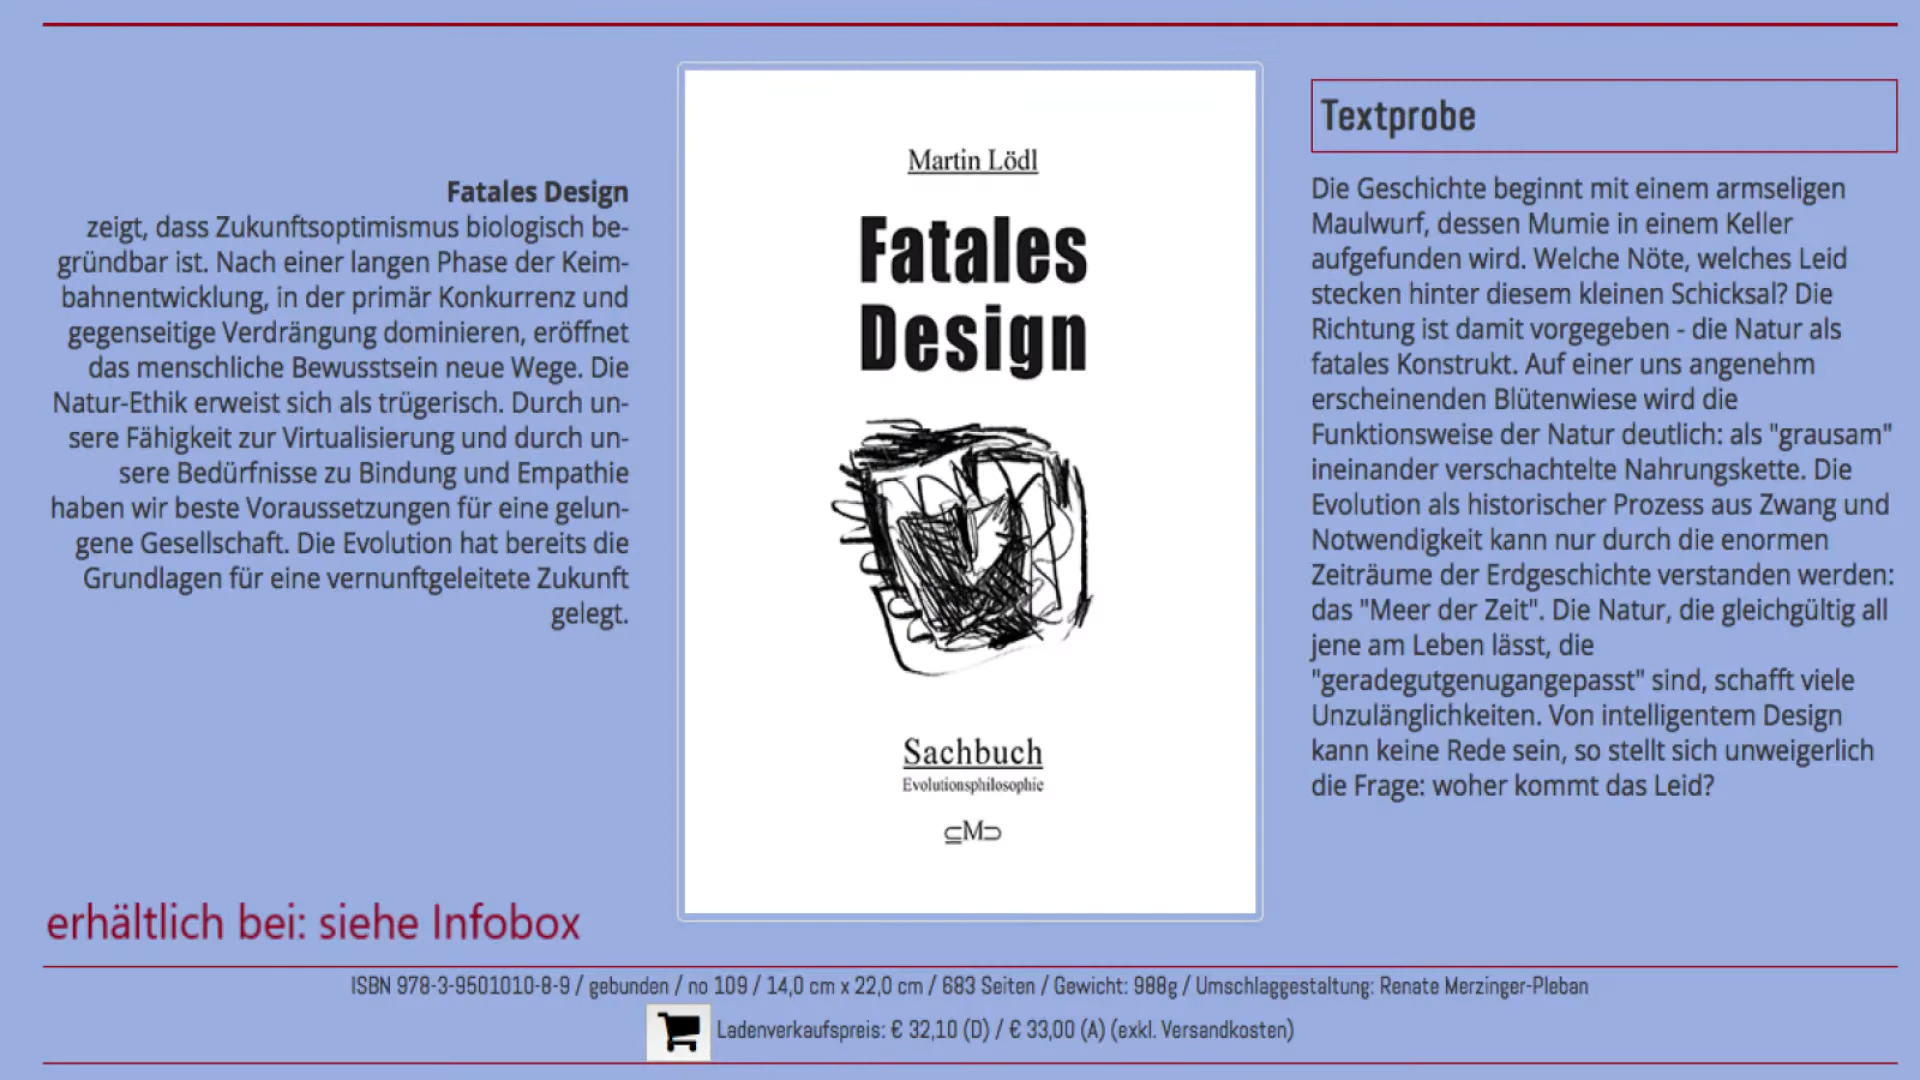 Fatales Design
zeigt, dass Zukunftsoptimismus biologisch be-
gründbar ist. Nach einer langen Phase der Keim-
bahnentwicklung, in der primär Konkurrenz und
gegenseitige Verdrängung dominieren, eröffnet
das menschliche Bewusstsein neue Wege. Die
Natur-Ethik erweist sich als trügerisch. Durch un-
sere Fähigkeit zur Virtualisierung und durch un-
sere Bedürfnisse zu Bindung und Empathie
haben wir beste Voraussetzungen für eine gelun-
gene Gesellschaft. Die Evolution hat bereits die
Grundlagen für eine vernunftgeleitete Zukunft
gelegt.
erhältlich bei: siehe Infobox
Martin Lödl
Fatales
Design
Sachbuch
Evolutionsphilosophie
⊆M⊃
Textprobe
Die Geschichte beginnt mit einem armseligen
Maulwurf, dessen Mumie in einem Keller
aufgefunden wird. Welche Nöte, welches Leid
stecken hinter diesem kleinen Schicksal? Die
Richtung ist damit vorgegeben - die Natur als
fatales Konstrukt. Auf einer uns angenehm
erscheinenden Blütenwiese wird die
Funktionsweise der Natur deutlich: als "grausam"
ineinander verschachtelte Nahrungskette. Die
Evolution als historischer Prozess aus Zwang und
Notwendigkeit kann nur durch die enormen
Zeiträume der Erdgeschichte verstanden werden:
das "Meer der Zeit". Die Natur, die gleichgültig all
jene am Leben lässt, die
"geradegutgenugangepasst" sind, schafft viele
Unzulänglichkeiten. Von intelligentem Design
kann keine Rede sein, so stellt sich unweigerlich
die Frage: woher kommt das Leid?
ISBN 978-3-9501010-8-9 / gebunden / no 109 / 14,0 cm x 22,0 cm / 683 Seiten / Gewicht: 988g / Umschlaggestaltung: Renate Merzinger-Pleban
Ladenverkaufspreis: € 32,10 (D) / € 33,00 (A) (exkl. Versandkosten)